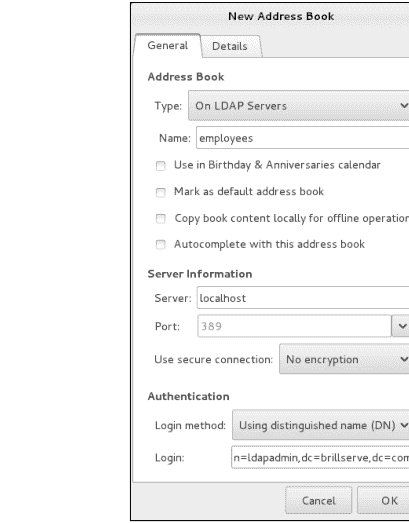 New Address Book
General Details
Address Book
Type: On LDAP Servers
Name: employees
Use in Birthday & Anniversaries calendar
Mark as default address book
Copy book content locally for offline operation
Autocomplete with this address book
Server Information
Server: localhost
Port: 389
Use secure connection: No encryption
Authentication
Login method: Using distinguished name (DN)
Login: n=ldapadmin,dc=brillserve,dc=com
Cancel OK